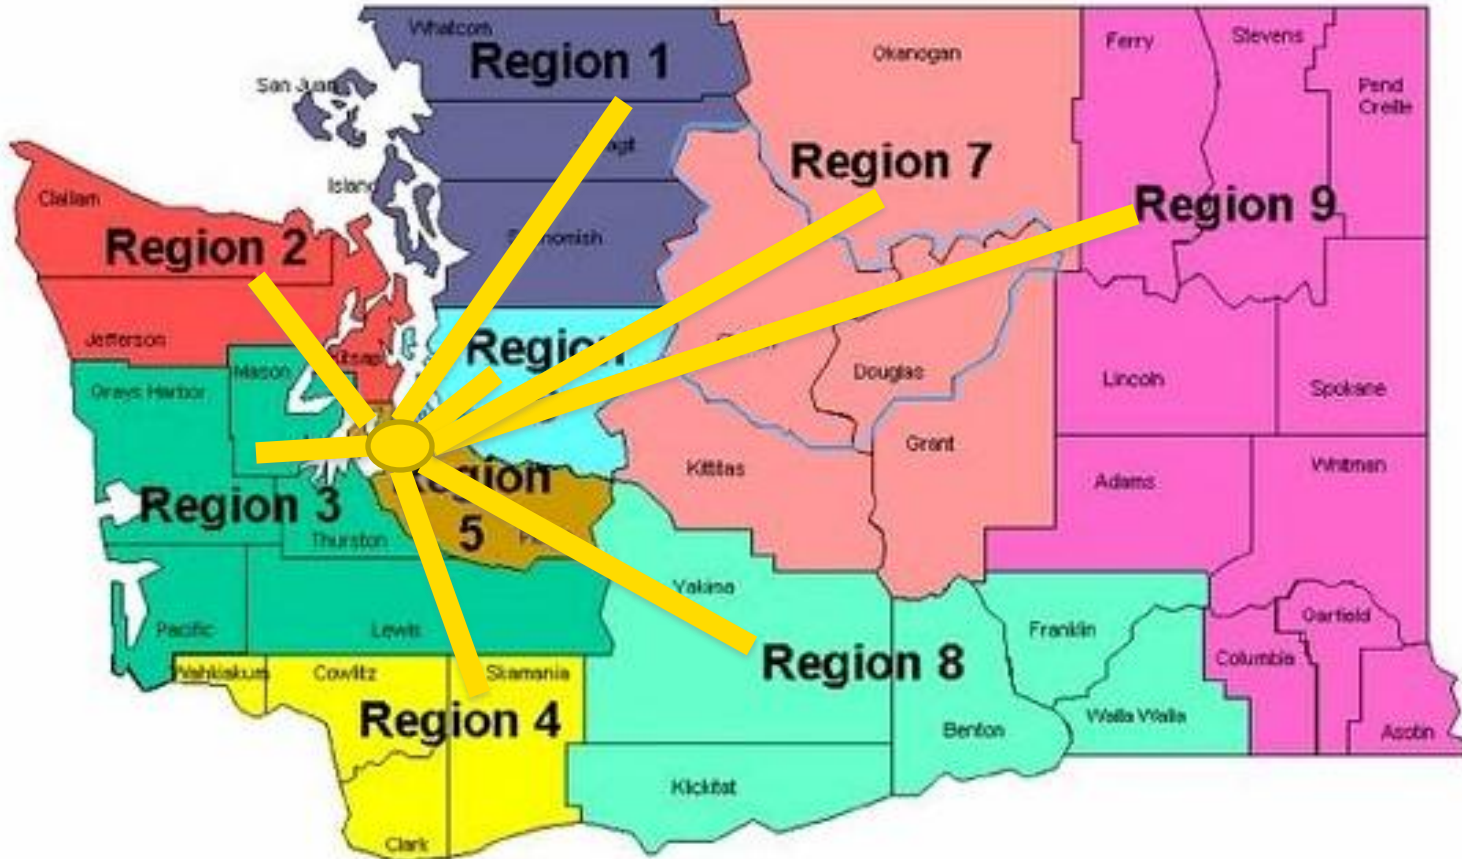 Whatcom
Region 1
San Juan
Island
Clallam
Region 2
Jefferson
Okanogan
Region 7
Ferry
Stevens
Pend
Oreille
Region 9
Region
Mason
Grays Harbor
Douglas
Lincoln
Spokane
Grant
Kittitas
Adams
Whitman
Region
5
Region 3
Thurston
Yakima
Pacific
Lewis
Franklin
Garfield
Columbia
Wahkiakum
Cowlitz
Skamania
Region 8
Region 4
Benton
Walla Walla
Asotin
Klickitat
Clark